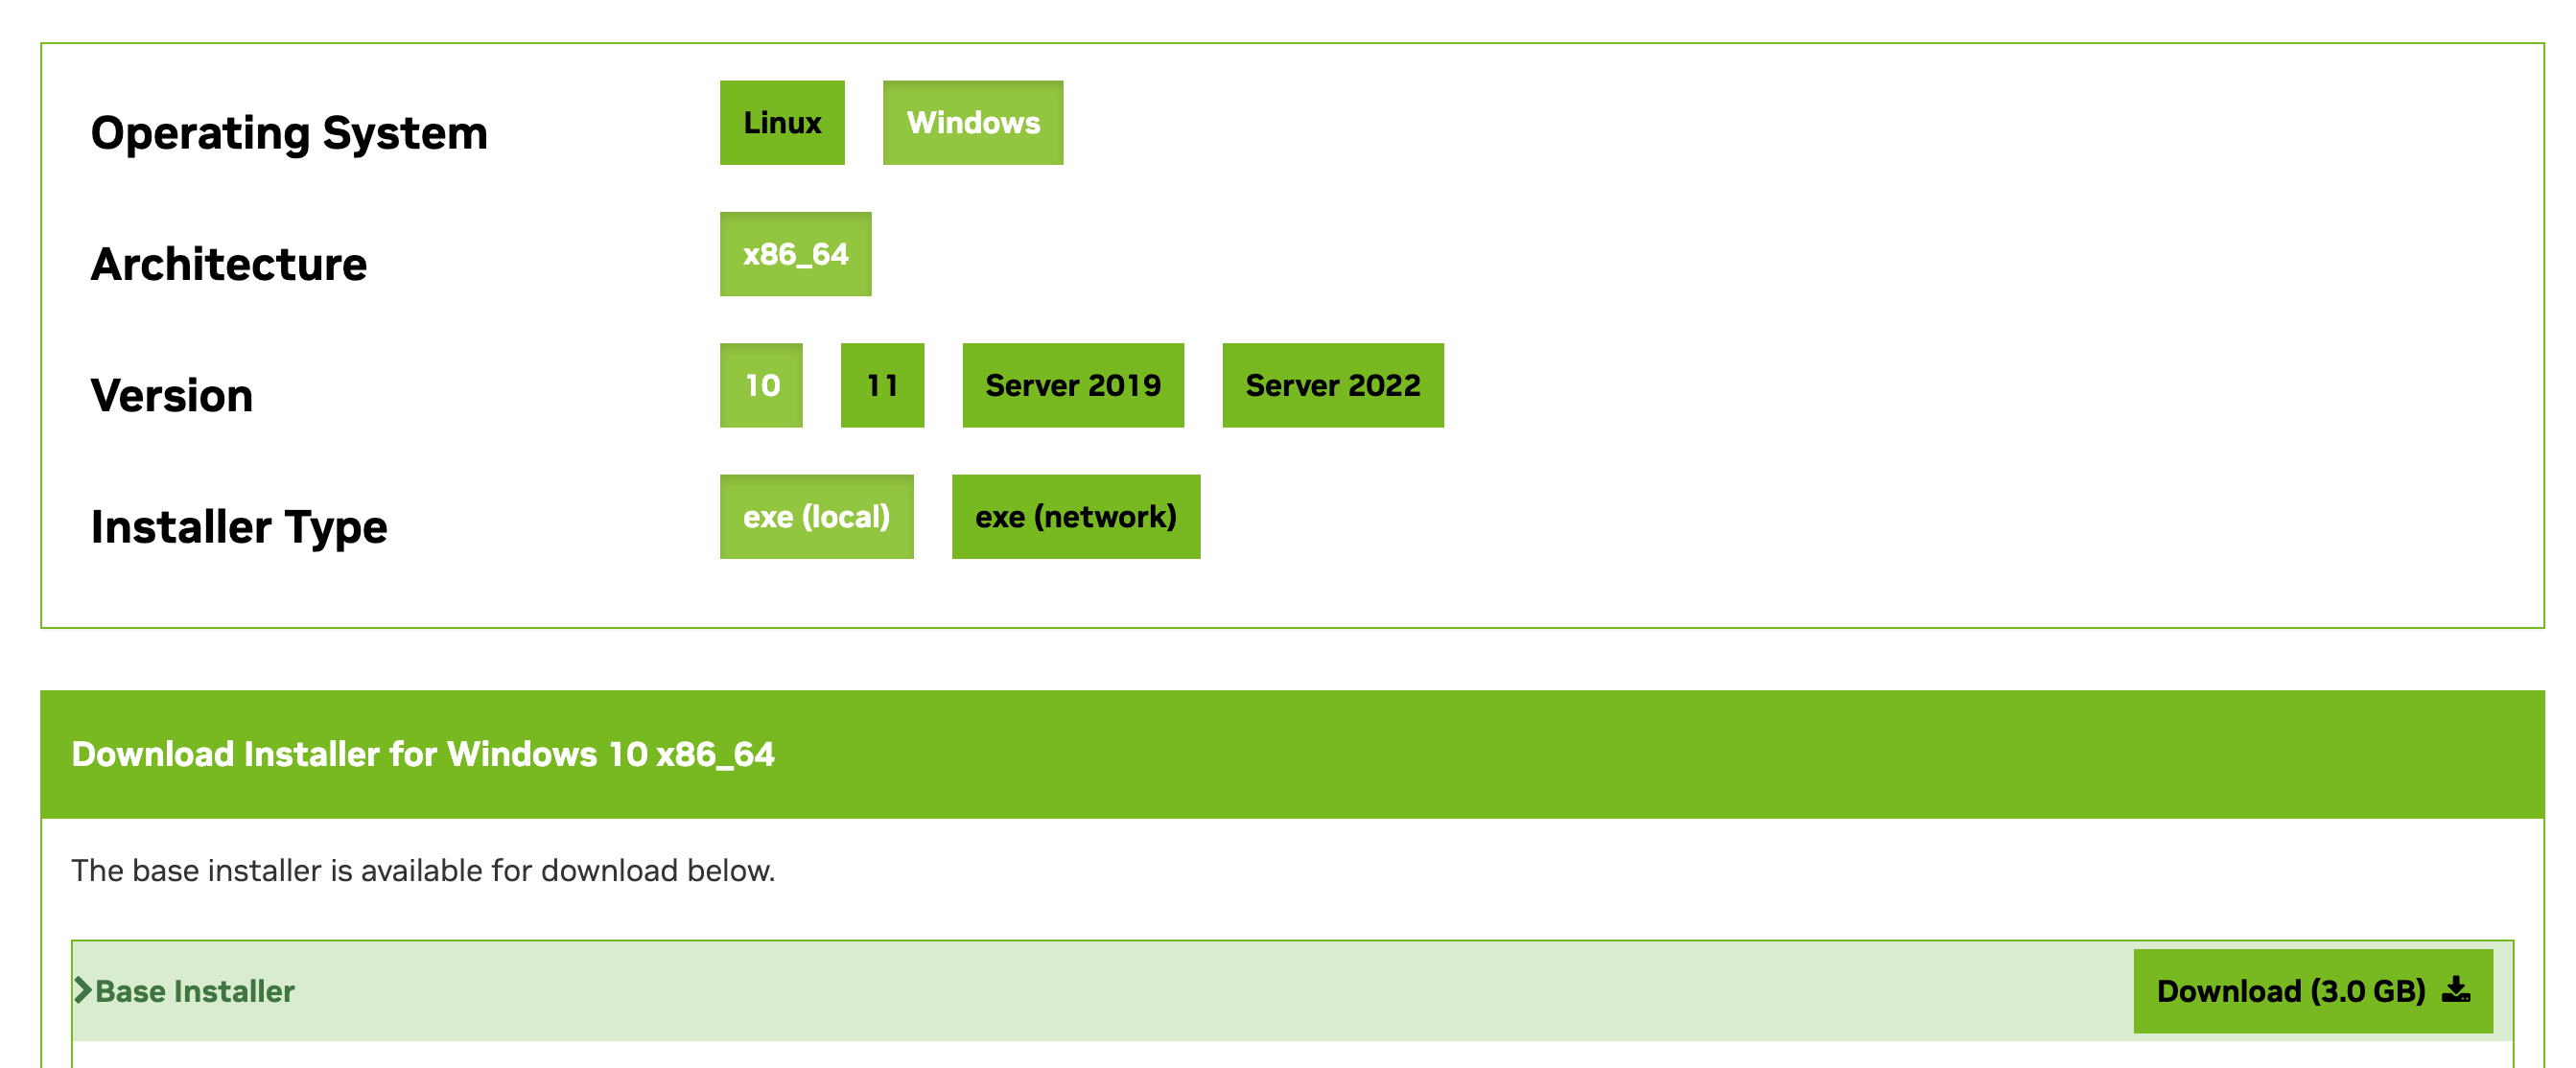 Operating System Linux Windows
Architecture x86_64
Version 10 11 Server 2019 Server 2022
Installer Type exe (local) exe (network)
Download Installer for Windows 10 x86_64
The base installer is available for download below.
Base Installer Download (3.0 GB)